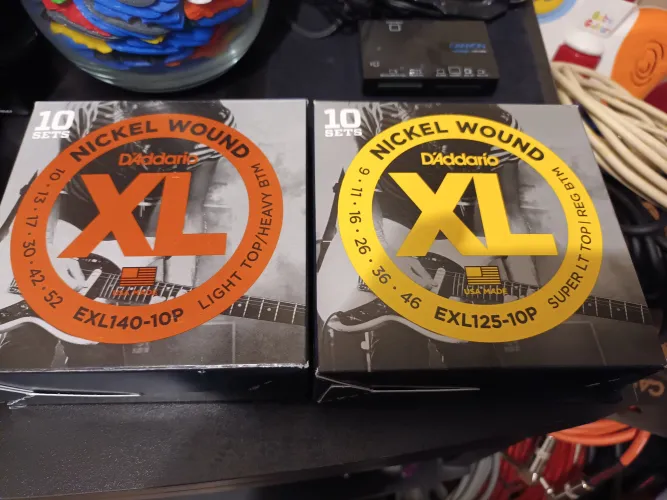 CANYON
10
SETS
NICKEL WOUND
D'Addario
XL
10 · 13 · 17 · 30 · 42 · 52
LIGHT TOP/HEAVY BTM
EXL140-10P
10
SETS
NICKEL WOUND
D'Addario
XL
9 · 11 · 16 · 26 · 36 · 46
USA MADE
SUPER LT TOP | REG BTM
EXL125-10P